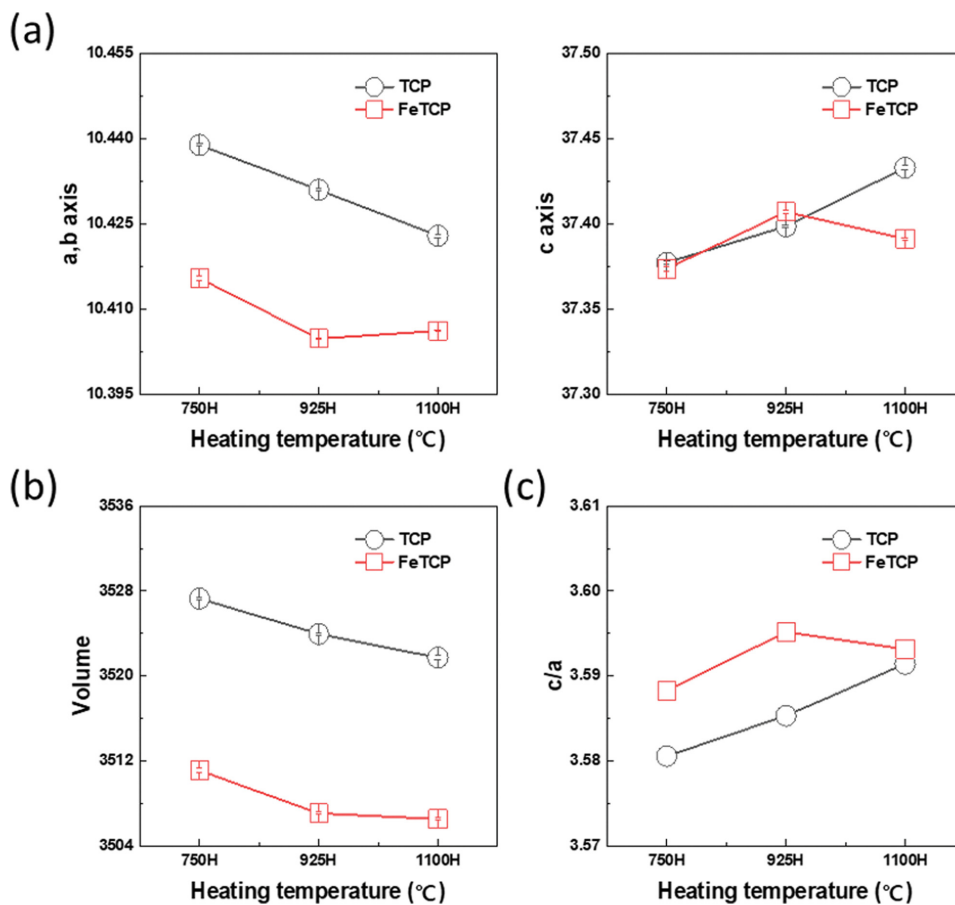 (a)
10.455
10.440
10.425
10.410
10.395
a,b axis
TCP
FeTCP
750H 925H 1100H
Heating temperature (℃)
37.50
37.45
37.40
37.35
37.30
c axis
TCP
FeTCP
750H 925H 1100H
Heating temperature (℃)
(b)
3536
3528
3520
3512
3504
Volume
TCP
FeTCP
750H 925H 1100H
Heating temperature (℃)
(c)
3.61
3.60
3.59
3.58
3.57
c/a
TCP
FeTCP
750H 925H 1100H
Heating temperature (℃)